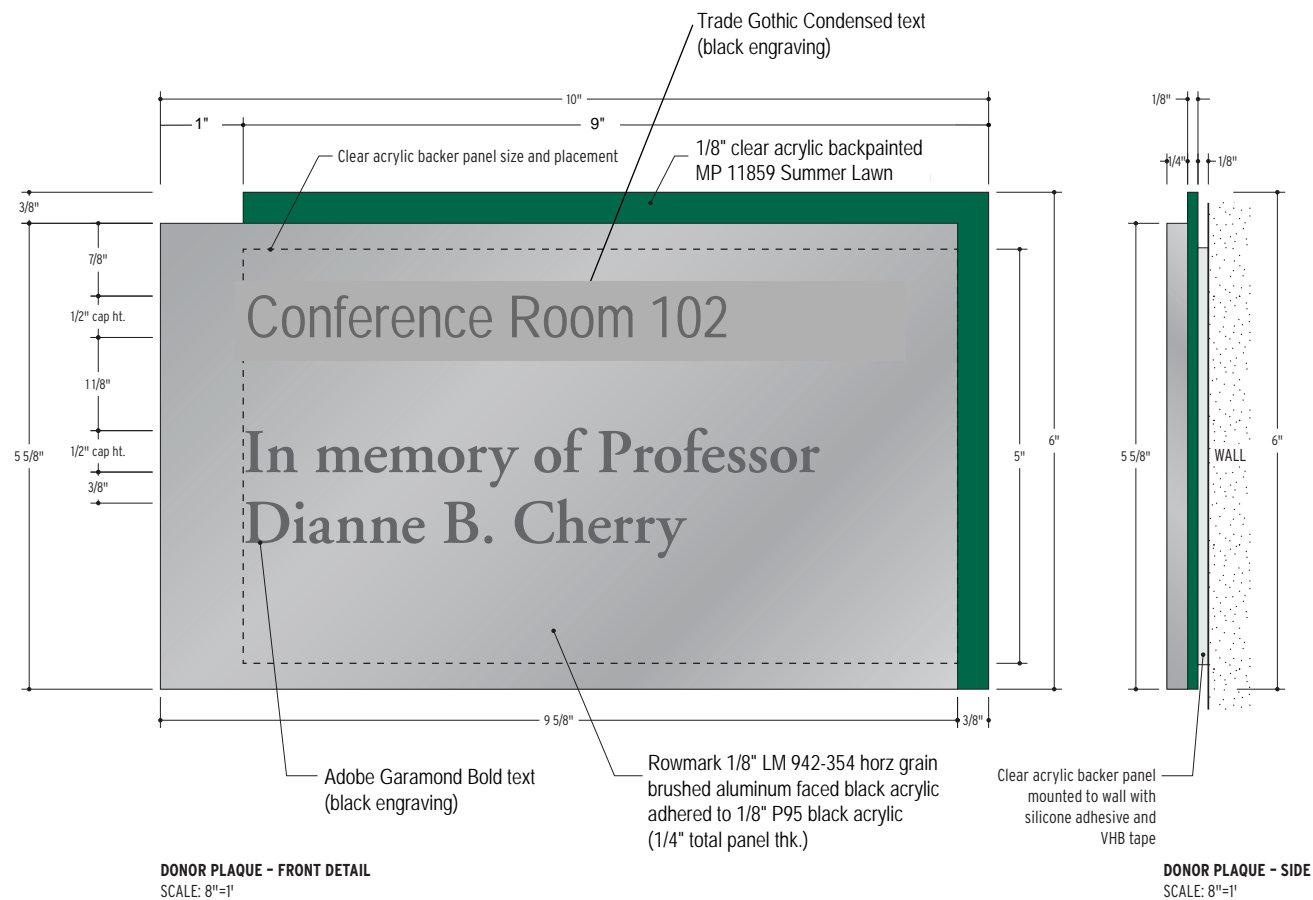 Trade Gothic Condensed text
(black engraving)
10"
1/8"
1"
9"
Clear acrylic backer panel size and placement
1/8" clear acrylic backpainted
MP 11859 Summer Lawn
1/4"
1/8"
3/8"
7/8"
1/2" cap ht.
Conference Room 102
11/8"
6"
6"
1/2" cap ht.
In memory of Professor
5 5/8"
5"
5 5/8"
WALL
3/8"
Dianne B. Cherry
9 5/8"
3/8"
Adobe Garamond Bold text
(black engraving)
Rowmark 1/8" LM 942-354 horz grain
brushed aluminum faced black acrylic
adhered to 1/8" P95 black acrylic
(1/4" total panel thk.)
Clear acrylic backer panel
mounted to wall with
silicone adhesive and
VHB tape
DONOR PLAQUE – FRONT DETAIL
SCALE: 8"=1'
DONOR PLAQUE – SIDE
SCALE: 8"=1'